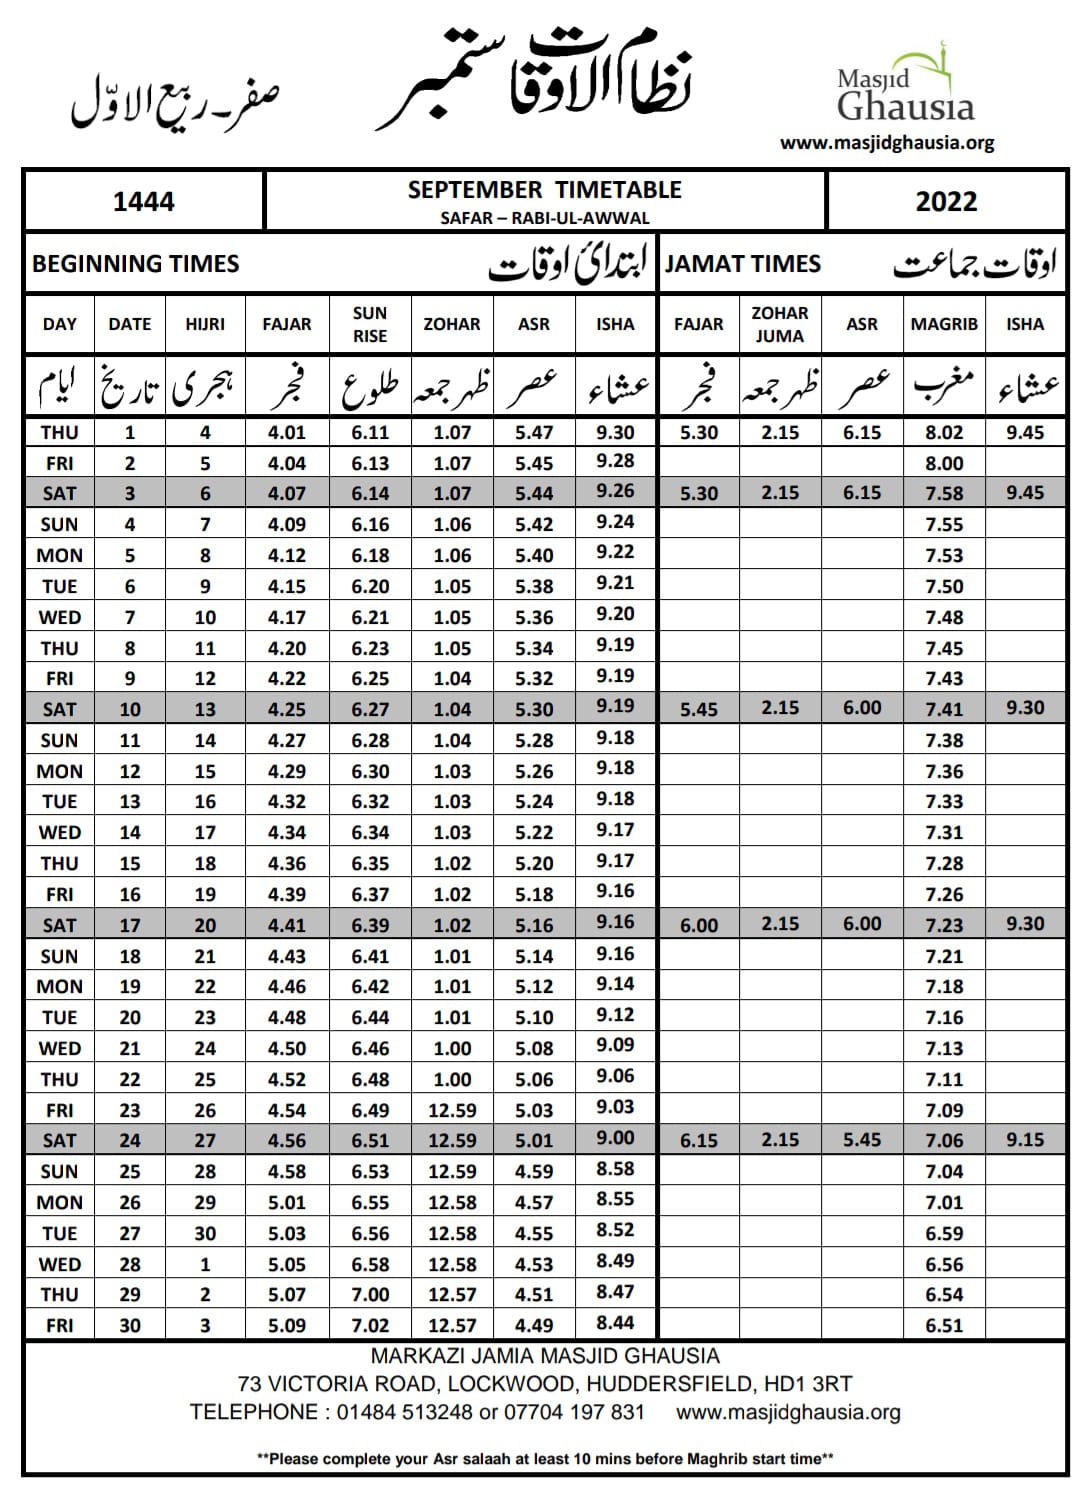 نظام الاوقات ستمبر
صفر۔ربیع الاوّل
Masjid
Ghausia
www.masjidghausia.org
1444
SEPTEMBER TIMETABLE
SAFAR – RABI-UL-AWWAL
2022
BEGINNING TIMES ابتدائ اوقات JAMAT TIMES اوقات جماعت
DAY DATE HIJRI FAJAR SUN RISE ZOHAR ASR ISHA FAJAR ZOHAR JUMA ASR MAGRIB ISHA
ایام تاریخ ہجری فجر طلوع ظہر جمعہ عصر عشاء فجر ظہر جمعہ عصر مغرب عشاء
THU 1 4 4.01 6.11 1.07 5.47 9.30 5.30 2.15 6.15 8.02 9.45
FRI 2 5 4.04 6.13 1.07 5.45 9.28 8.00
SAT 3 6 4.07 6.14 1.07 5.44 9.26 5.30 2.15 6.15 7.58 9.45
SUN 4 7 4.09 6.16 1.06 5.42 9.24 7.55
MON 5 8 4.12 6.18 1.06 5.40 9.22 7.53
TUE 6 9 4.15 6.20 1.05 5.38 9.21 7.50
WED 7 10 4.17 6.21 1.05 5.36 9.20 7.48
THU 8 11 4.20 6.23 1.05 5.34 9.19 7.45
FRI 9 12 4.22 6.25 1.04 5.32 9.19 7.43
SAT 10 13 4.25 6.27 1.04 5.30 9.19 5.45 2.15 6.00 7.41 9.30
SUN 11 14 4.27 6.28 1.04 5.28 9.18 7.38
MON 12 15 4.29 6.30 1.03 5.26 9.18 7.36
TUE 13 16 4.32 6.32 1.03 5.24 9.18 7.33
WED 14 17 4.34 6.34 1.03 5.22 9.17 7.31
THU 15 18 4.36 6.35 1.02 5.20 9.17 7.28
FRI 16 19 4.39 6.37 1.02 5.18 9.16 7.26
SAT 17 20 4.41 6.39 1.02 5.16 9.16 6.00 2.15 6.00 7.23 9.30
SUN 18 21 4.43 6.41 1.01 5.14 9.16 7.21
MON 19 22 4.46 6.42 1.01 5.12 9.14 7.18
TUE 20 23 4.48 6.44 1.01 5.10 9.12 7.16
WED 21 24 4.50 6.46 1.00 5.08 9.09 7.13
THU 22 25 4.52 6.48 1.00 5.06 9.06 7.11
FRI 23 26 4.54 6.49 12.59 5.03 9.03 7.09
SAT 24 27 4.56 6.51 12.59 5.01 9.00 6.15 2.15 5.45 7.06 9.15
SUN 25 28 4.58 6.53 12.59 4.59 8.58 7.04
MON 26 29 5.01 6.55 12.58 4.57 8.55 7.01
TUE 27 30 5.03 6.56 12.58 4.55 8.52 6.59
WED 28 1 5.05 6.58 12.58 4.53 8.49 6.56
THU 29 2 5.07 7.00 12.57 4.51 8.47 6.54
FRI 30 3 5.09 7.02 12.57 4.49 8.44 6.51
MARKAZI JAMIA MASJID GHAUSIA
73 VICTORIA ROAD, LOCKWOOD, HUDDERSFIELD, HD1 3RT
TELEPHONE : 01484 513248 or 07704 197 831 www.masjidghausia.org
**Please complete your Asr salaah at least 10 mins before Maghrib start time**